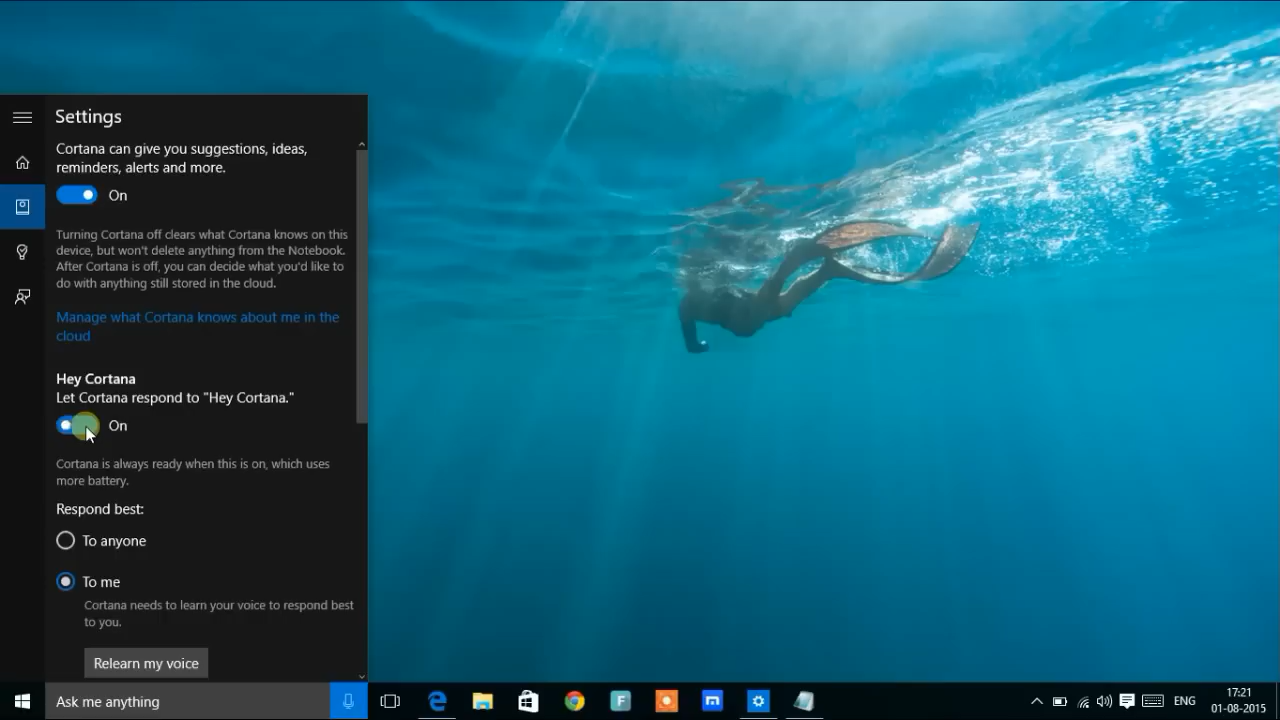 Settings
Cortana can give you suggestions, ideas,
reminders, alerts and more.
On
Turning Cortana off clears what Cortana knows on this
device, but won't delete anything from the Notebook.
After Cortana is off, you can decide what you'd like to
do with anything still stored in the cloud.
Manage what Cortana knows about me in the
cloud
Hey Cortana
Let Cortana respond to "Hey Cortana."
On
Cortana is always ready when this is on, which uses
more battery.
Respond best:
To anyone
To me
Cortana needs to learn your voice to respond best
to you.
Relearn my voice
Ask me anything
F
m
ENG
17:21
01-08-2015